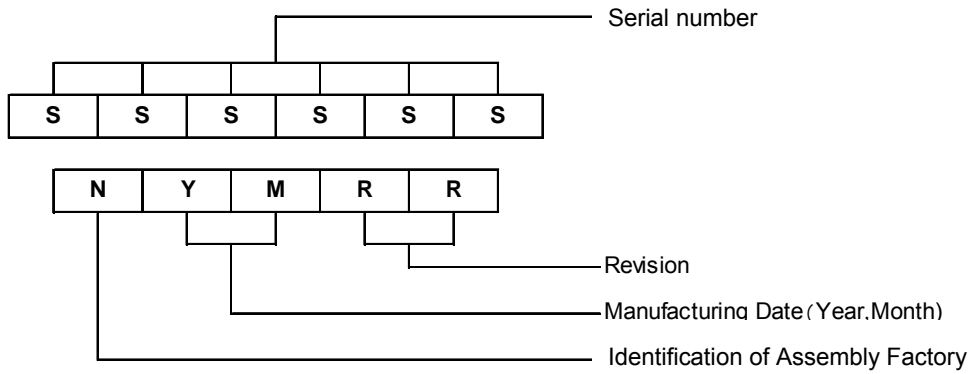 Serial number
S S S S S S
N Y M R R
Revision
Manufacturing Date(Year,Month)
Identification of Assembly Factory